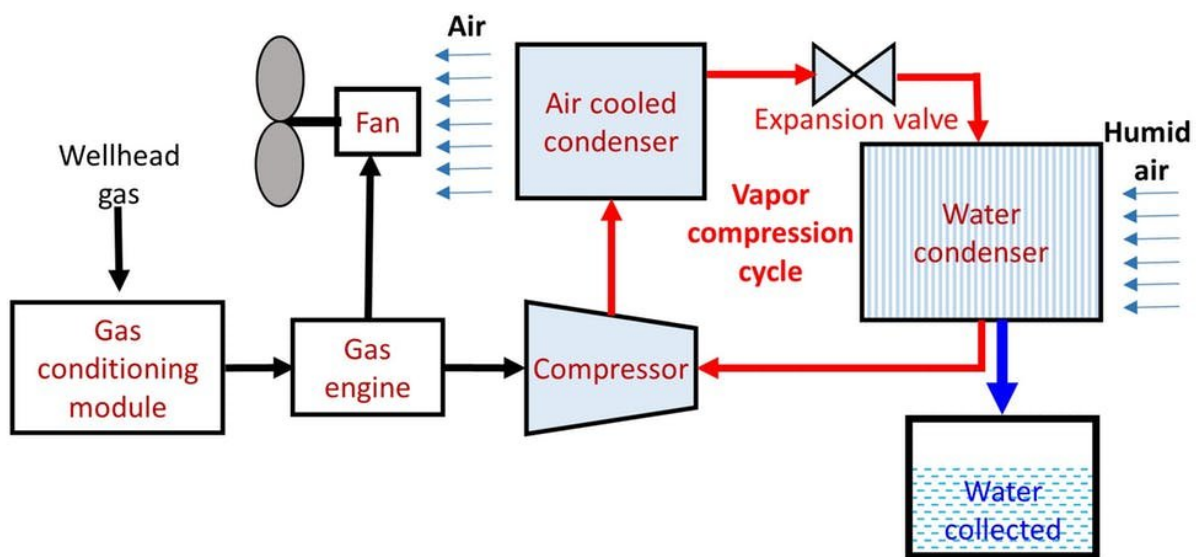 Air
Fan
Air cooled
condenser
Expansion valve
Humid
air
Wellhead
gas
Vapor
compression
cycle
Water
condenser
Gas
conditioning
module
Gas
engine
Compressor
Water
collected